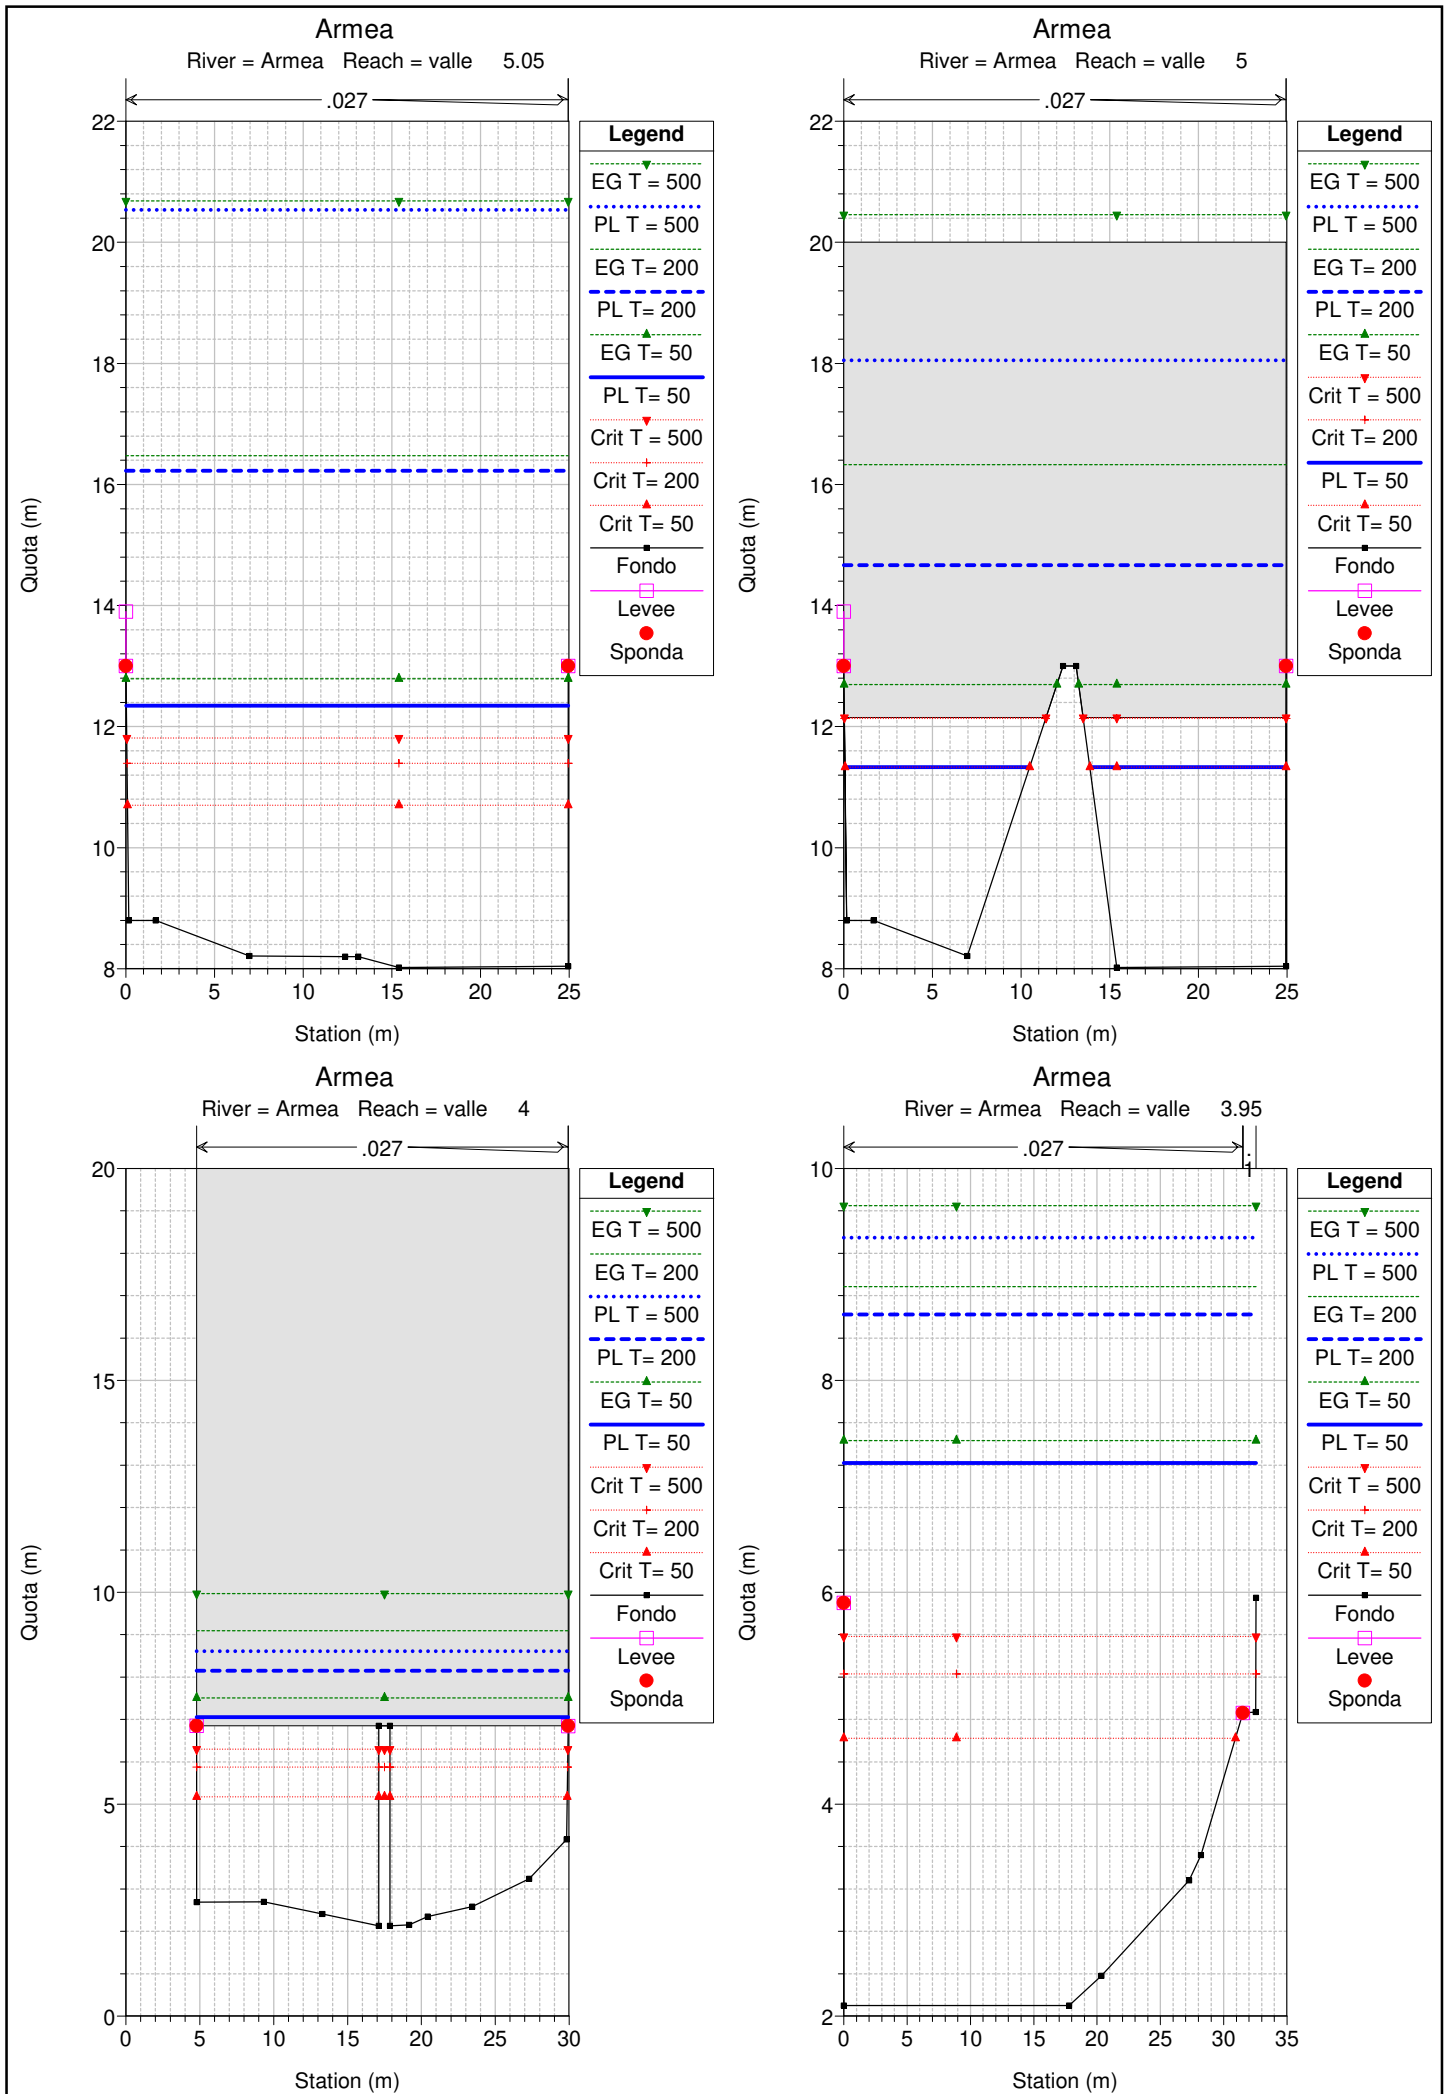 Armea
River = Armea   Reach = valle   5.05
.027
22
20
18
16
14
12
10
8
Quota (m)
0 5 10 15 20 25
Station (m)
Legend
EG T = 500
PL T = 500
EG T= 200
PL T= 200
EG T= 50
PL T= 50
Crit T = 500
Crit T= 200
Crit T= 50
Fondo
Levee
Sponda
Armea
River = Armea   Reach = valle   5
.027
22
20
18
16
14
12
10
8
Quota (m)
0 5 10 15 20 25
Station (m)
Legend
EG T = 500
PL T = 500
EG T= 200
PL T= 200
EG T= 50
Crit T = 500
Crit T= 200
PL T= 50
Crit T= 50
Fondo
Levee
Sponda
Armea
River = Armea   Reach = valle   4
.027
20
15
10
5
0
Quota (m)
0 5 10 15 20 25 30
Station (m)
Legend
EG T = 500
EG T= 200
PL T = 500
PL T= 200
EG T= 50
PL T= 50
Crit T = 500
Crit T= 200
Crit T= 50
Fondo
Levee
Sponda
Armea
River = Armea   Reach = valle   3.95
.027
.1
10
8
6
4
2
Quota (m)
0 5 10 15 20 25 30 35
Station (m)
Legend
EG T = 500
PL T = 500
EG T= 200
PL T= 200
EG T= 50
PL T= 50
Crit T = 500
Crit T= 200
Crit T= 50
Fondo
Levee
Sponda